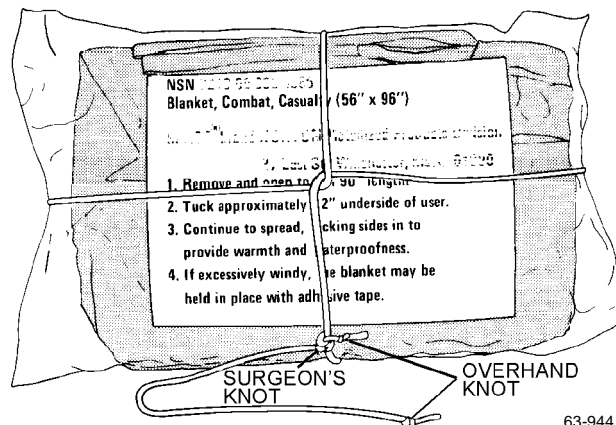 NSN
Blanket, Combat, Casualty (56" x 96")
Products Division.
1. Remove and open to length
2. Tuck approximately underside of user.
3. Continue to spread, tucking sides in to
provide warmth and waterproofness.
4. If excessively windy, the blanket may be
held in place with adhesive tape.
SURGEON'S
KNOT
OVERHAND
KNOT
63-944